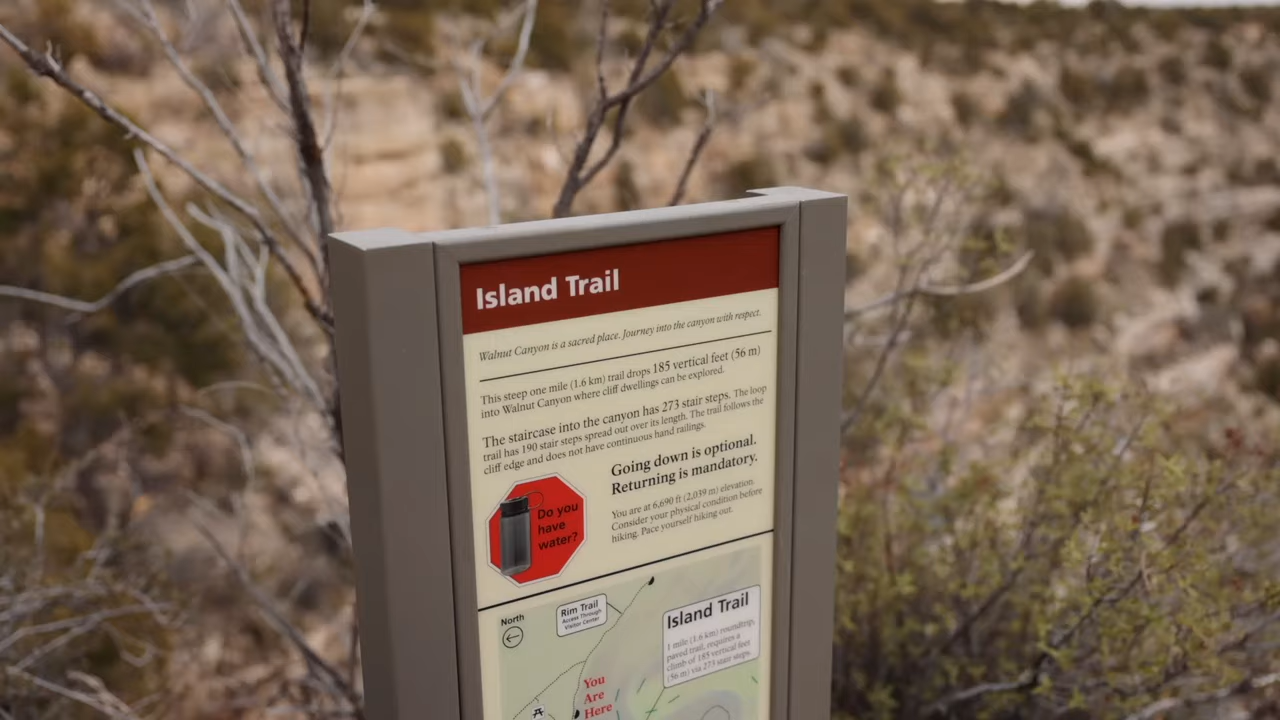 Island Trail
Walnut Canyon is a sacred place. Journey into the canyon with respect.
This steep one mile (1.6 km) trail drops 185 vertical feet (56 m)
into Walnut Canyon where cliff dwellings can be explored.
The staircase into the canyon has 273 stair steps. The loop
trail has 190 stair steps spread out over its length. The trail follows the
cliff edge and does not have continuous hand railings.
Going down is optional.
Returning is mandatory.
You are at 6,690 ft (2,039 m) elevation.
Consider your physical condition before
hiking. Pace yourself hiking out.
Do you
have
water?
North
Rim Trail
Access Through
Visitor Center
Island Trail
1 mile (1.6 km) roundtrip,
paved trail, requires a
climb of 185 vertical feet
(56 m) via 273 stair steps.
You
Are
Here